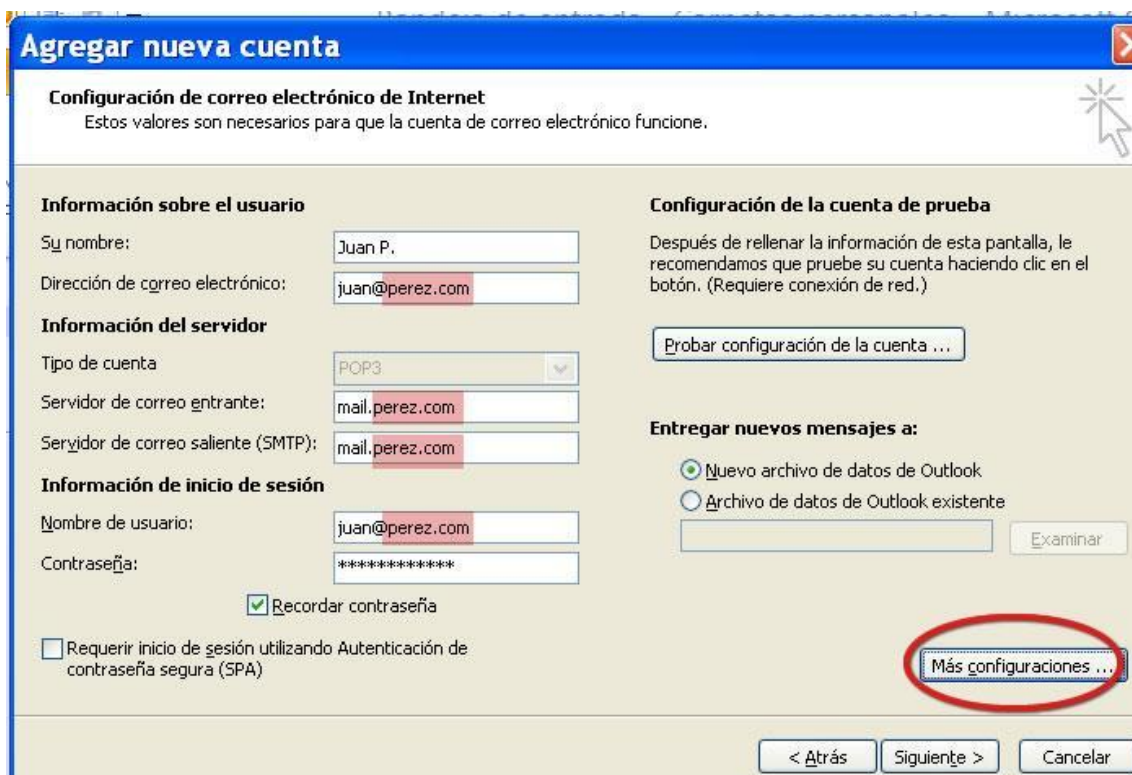 Agregar nueva cuenta
Configuración de correo electrónico de Internet
Estos valores son necesarios para que la cuenta de correo electrónico funcione.
Información sobre el usuario
Su nombre:
Juan P.
Dirección de correo electrónico:
juan@perez.com
Información del servidor
Tipo de cuenta
POP3
Servidor de correo entrante:
mail.perez.com
Servidor de correo saliente (SMTP):
mail.perez.com
Información de inicio de sesión
Nombre de usuario:
juan@perez.com
Contraseña:
************
Recordar contraseña
Requerir inicio de sesión utilizando Autenticación de
contraseña segura (SPA)
Configuración de la cuenta de prueba
Después de rellenar la información de esta pantalla, le
recomendamos que pruebe su cuenta haciendo clic en el
botón. (Requiere conexión de red.)
Probar configuración de la cuenta ...
Entregar nuevos mensajes a:
Nuevo archivo de datos de Outlook
Archivo de datos de Outlook existente
Examinar
Más configuraciones ...
< Atrás
Siguiente >
Cancelar